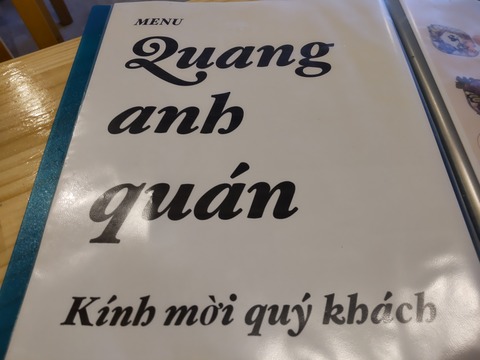 MENU
Quang
anh
quán
Kính mời quý khách